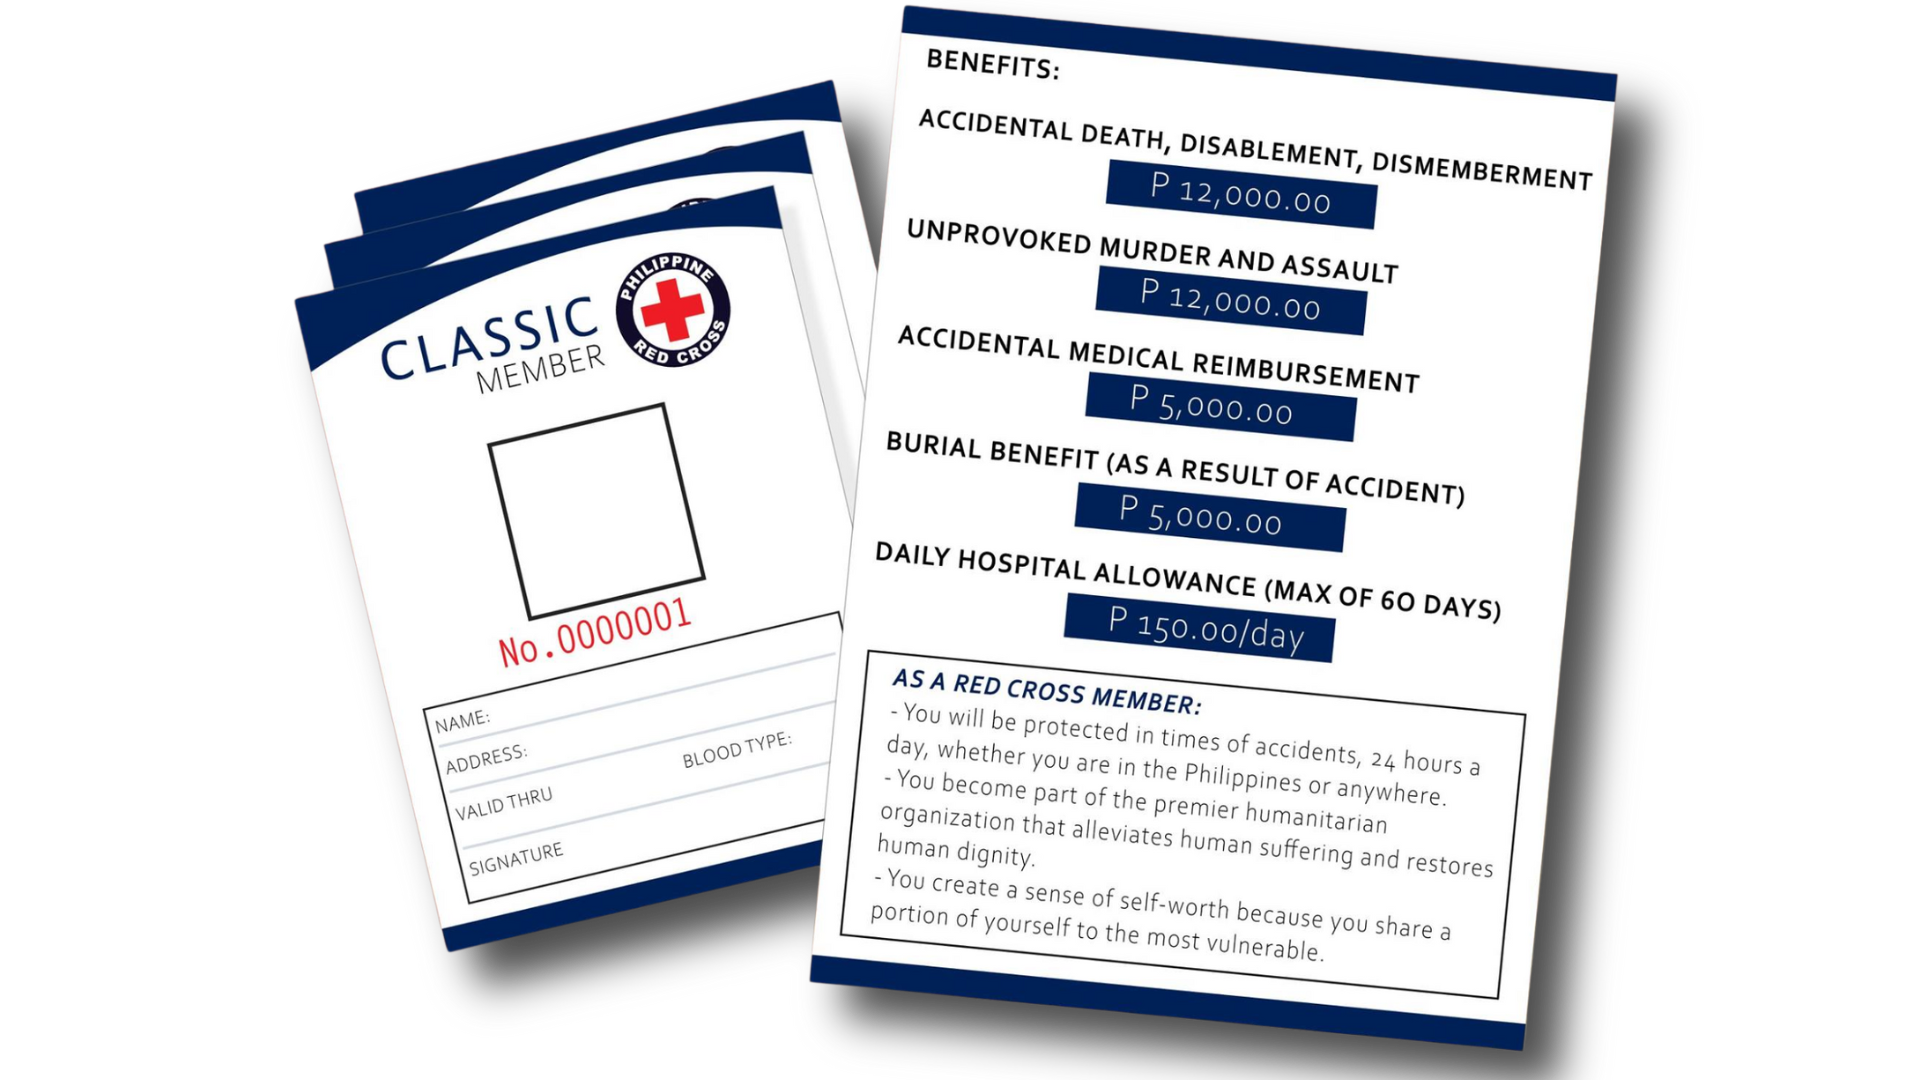 CLASSIC
MEMBER
PHILIPPINE
RED CROSS
No.0000001
NAME:
ADDRESS:
BLOOD TYPE:
VALID THRU
SIGNATURE
BENEFITS:
ACCIDENTAL DEATH, DISABLEMENT, DISMEMBERMENT
P 12,000.00
UNPROVOKED MURDER AND ASSAULT
P 12,000.00
ACCIDENTAL MEDICAL REIMBURSEMENT
P 5,000.00
BURIAL BENEFIT (AS A RESULT OF ACCIDENT)
P 5,000.00
DAILY HOSPITAL ALLOWANCE (MAX OF 60 DAYS)
P 150.00/day
AS A RED CROSS MEMBER:
- You will be protected in times of accidents, 24 hours a
day, whether you are in the Philippines or anywhere.
- You become part of the premier humanitarian
organization that alleviates human suffering and restores
human dignity.
- You create a sense of self-worth because you share a
portion of yourself to the most vulnerable.